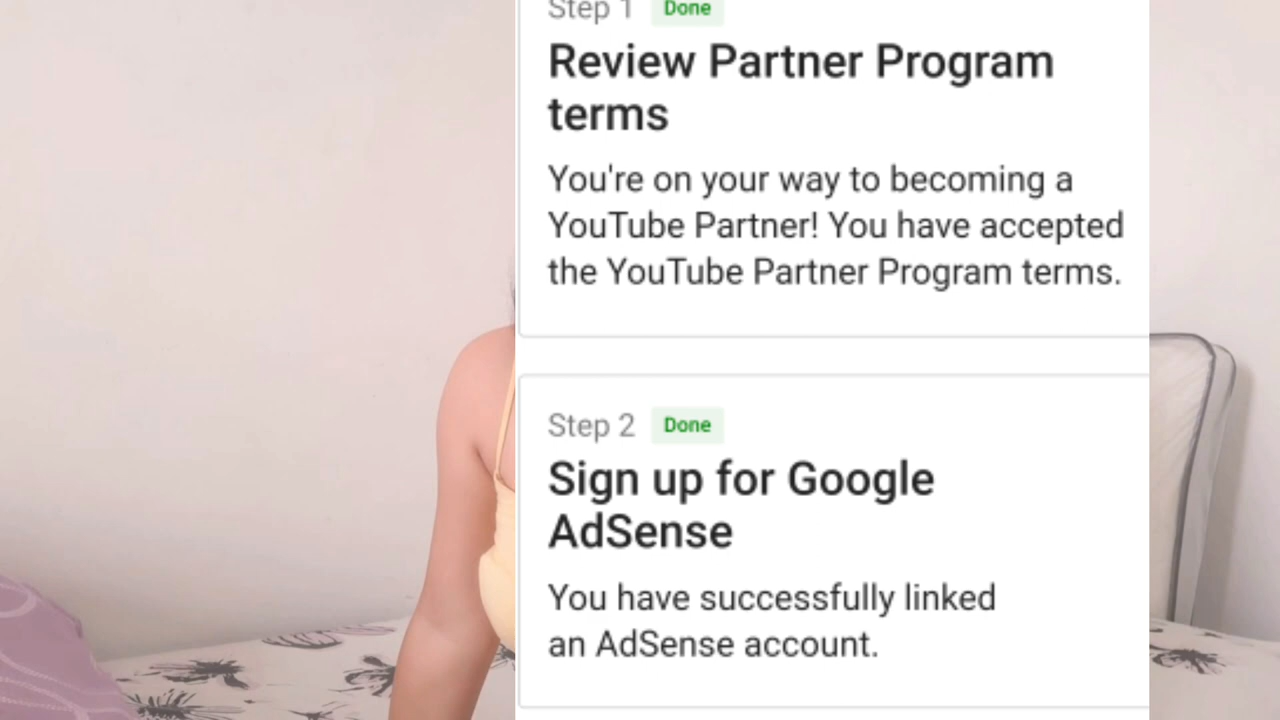 Step 1 Done
Review Partner Program
terms
You're on your way to becoming a
YouTube Partner! You have accepted
the YouTube Partner Program terms.
Step 2 Done
Sign up for Google
AdSense
You have successfully linked
an AdSense account.